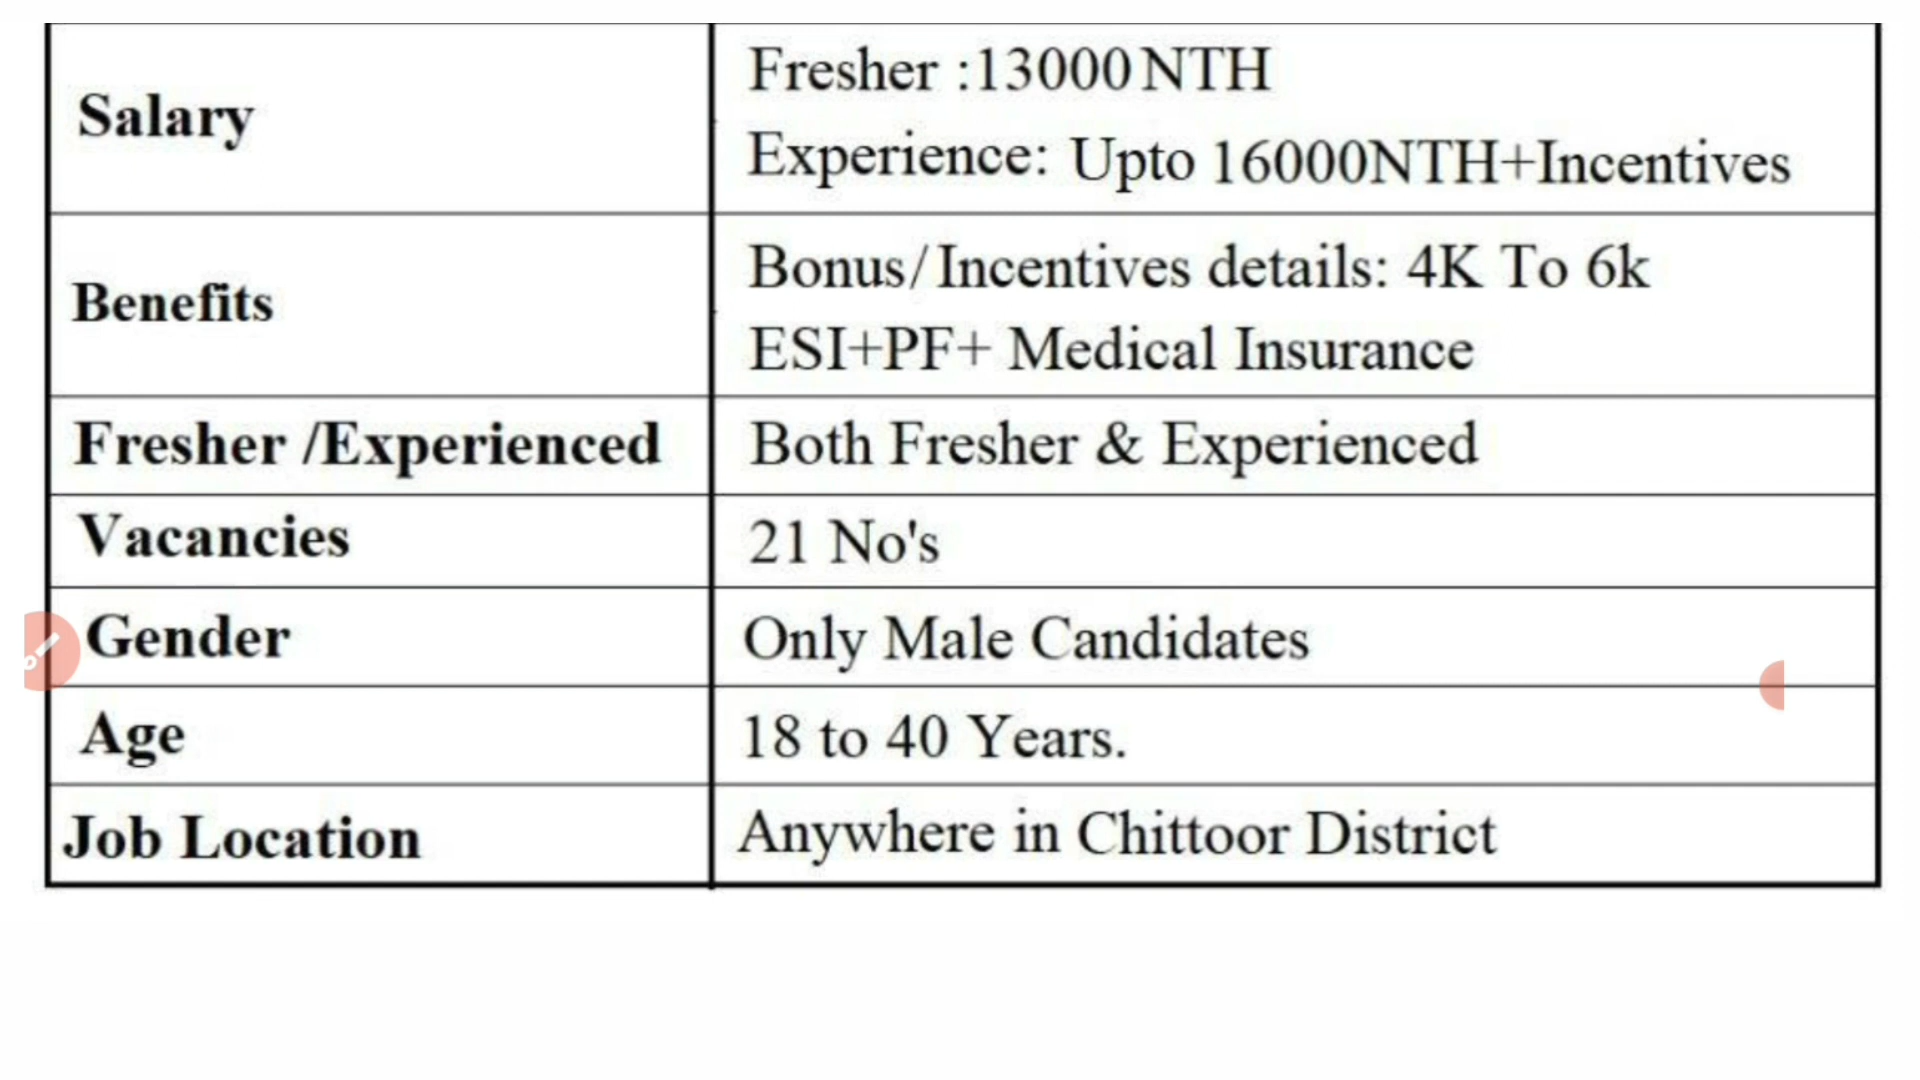 Salary
Fresher :13000 NTH
Experience: Upto 16000NTH+Incentives
Benefits
Bonus/Incentives details: 4K To 6k
ESI+PF+ Medical Insurance
Fresher /Experienced
Both Fresher & Experienced
Vacancies
21 No's
Gender
Only Male Candidates
Age
18 to 40 Years.
Job Location
Anywhere in Chittoor District